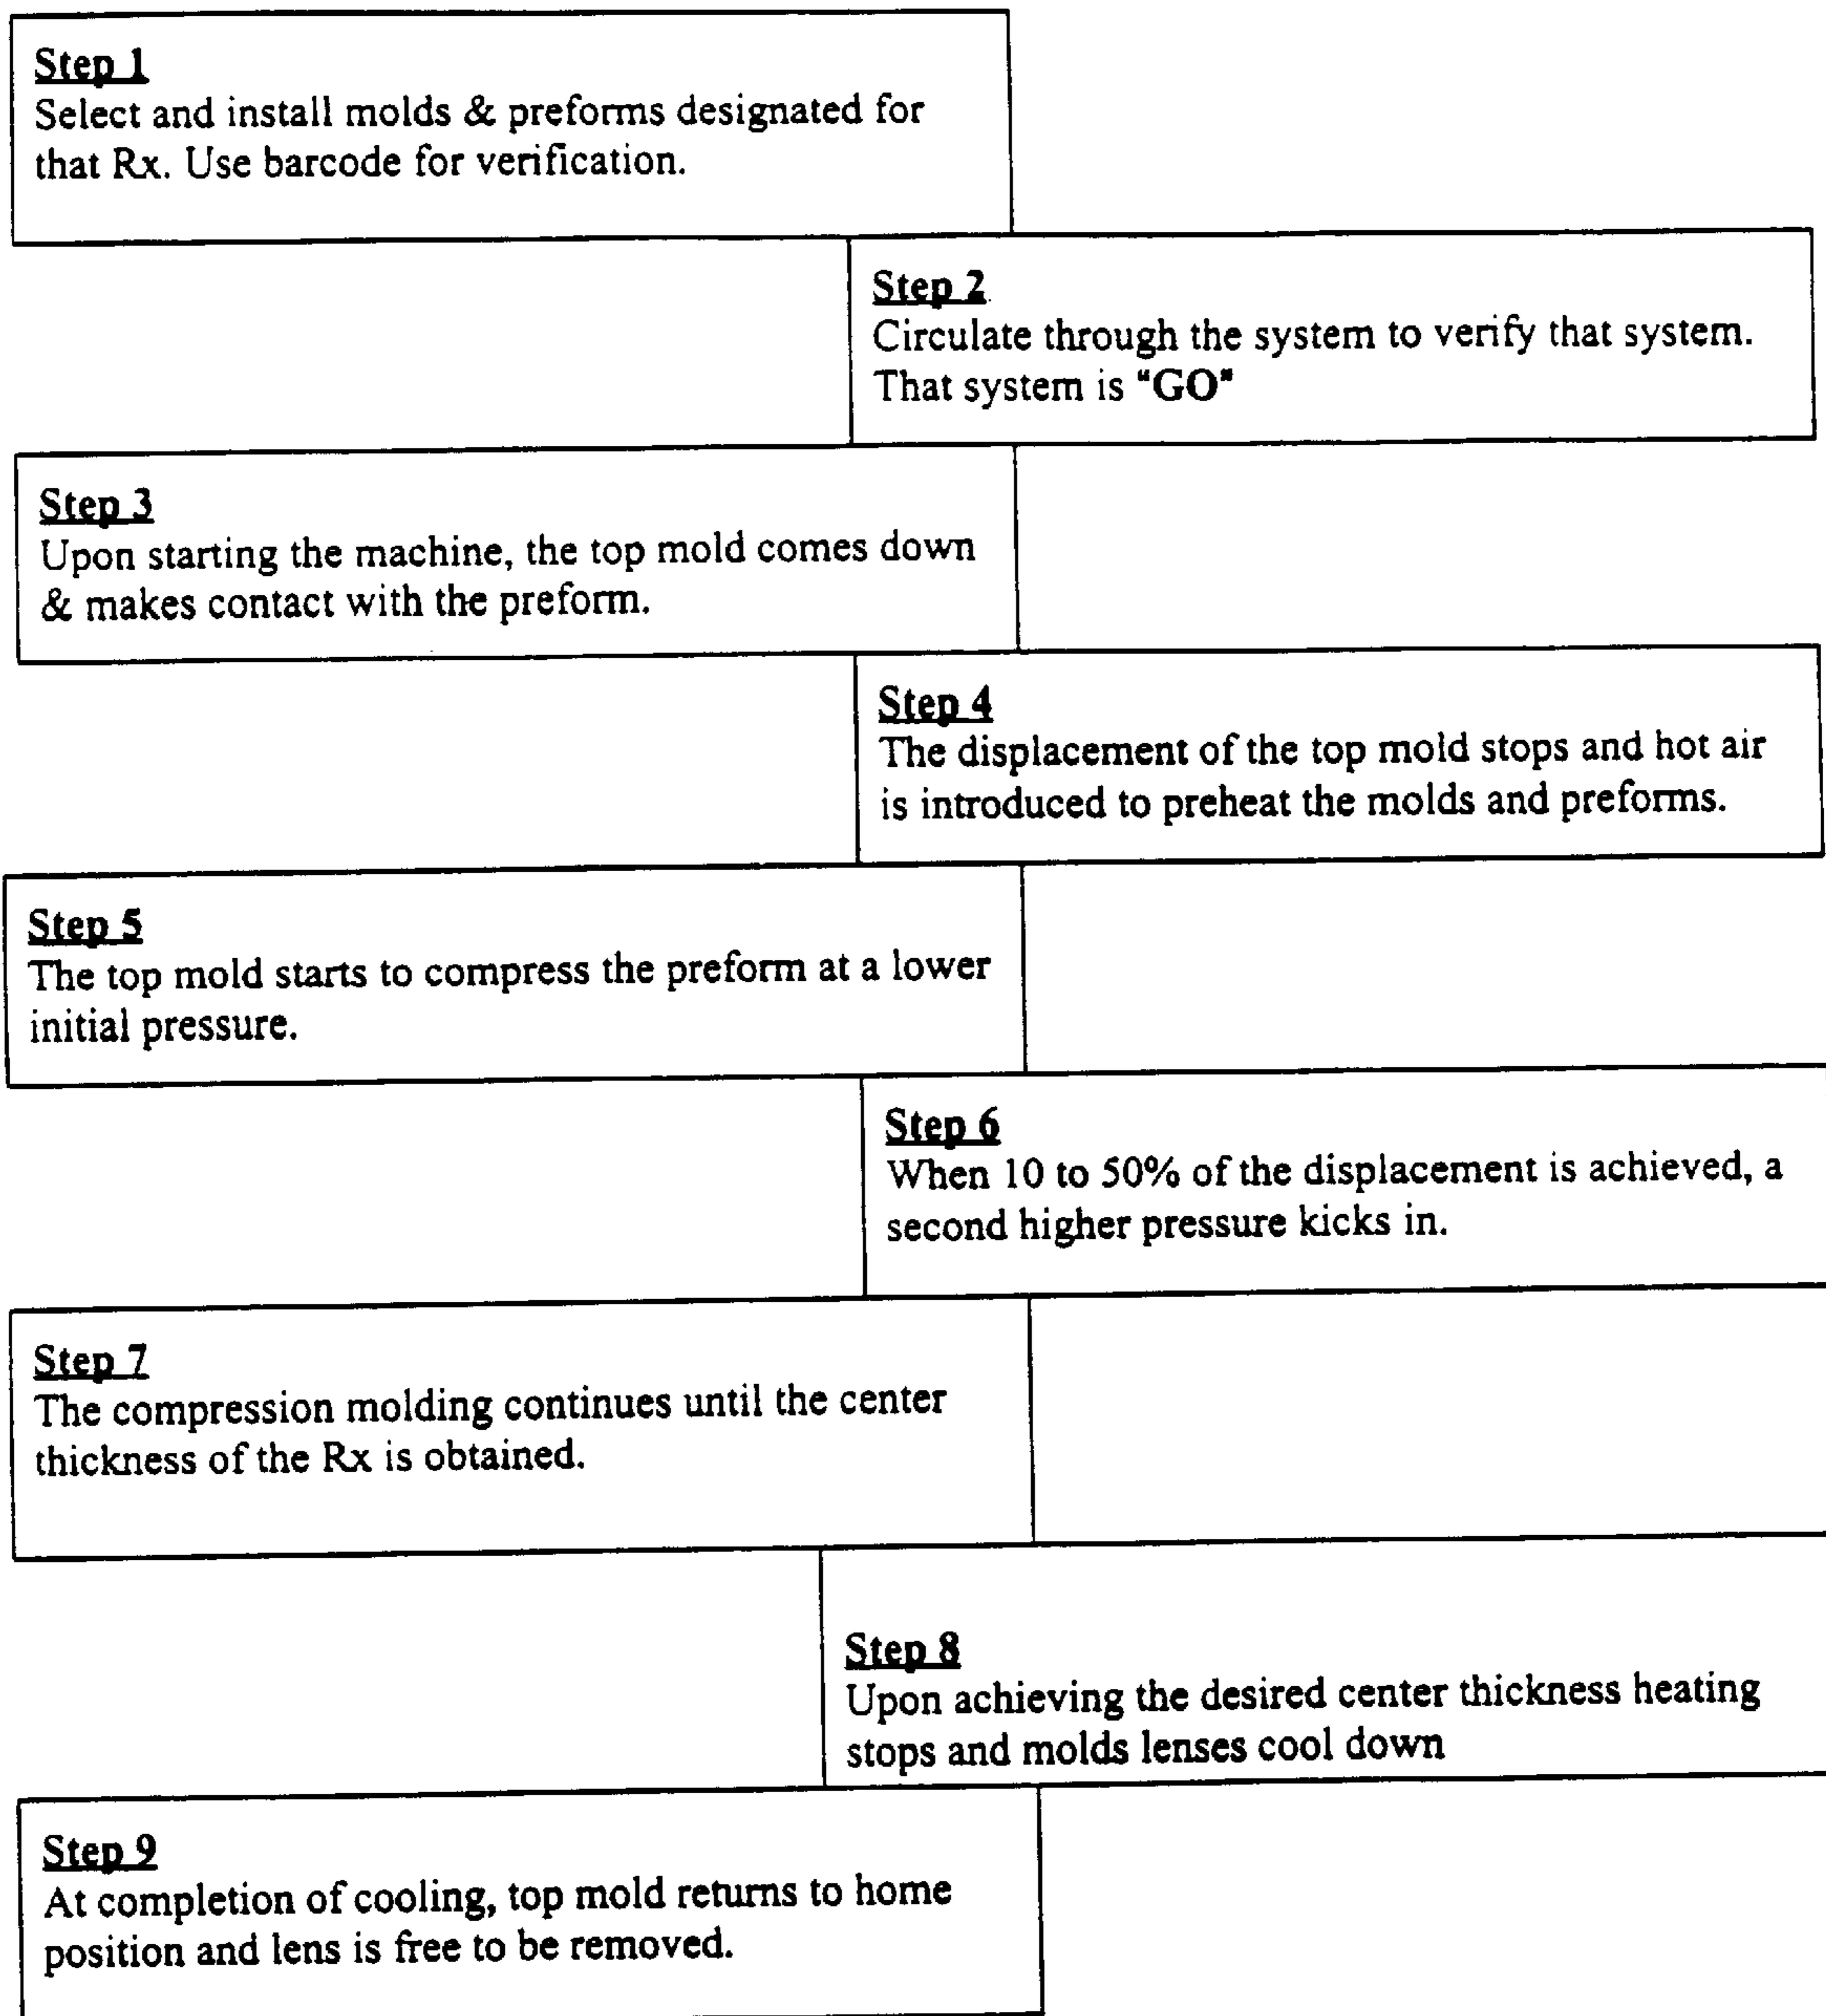 Step 1
Select and install molds & preforms designated for
that Rx. Use barcode for verification.
Step 2
Circulate through the system to verify that system.
That system is "GO"
Step 3
Upon starting the machine, the top mold comes down
& makes contact with the preform.
Step 4
The displacement of the top mold stops and hot air
is introduced to preheat the molds and preforms.
Step 5
The top mold starts to compress the preform at a lower
initial pressure.
Step 6
When 10 to 50% of the displacement is achieved, a
second higher pressure kicks in.
Step 7
The compression molding continues until the center
thickness of the Rx is obtained.
Step 8
Upon achieving the desired center thickness heating
stops and molds lenses cool down
Step 9
At completion of cooling, top mold returns to home
position and lens is free to be removed.